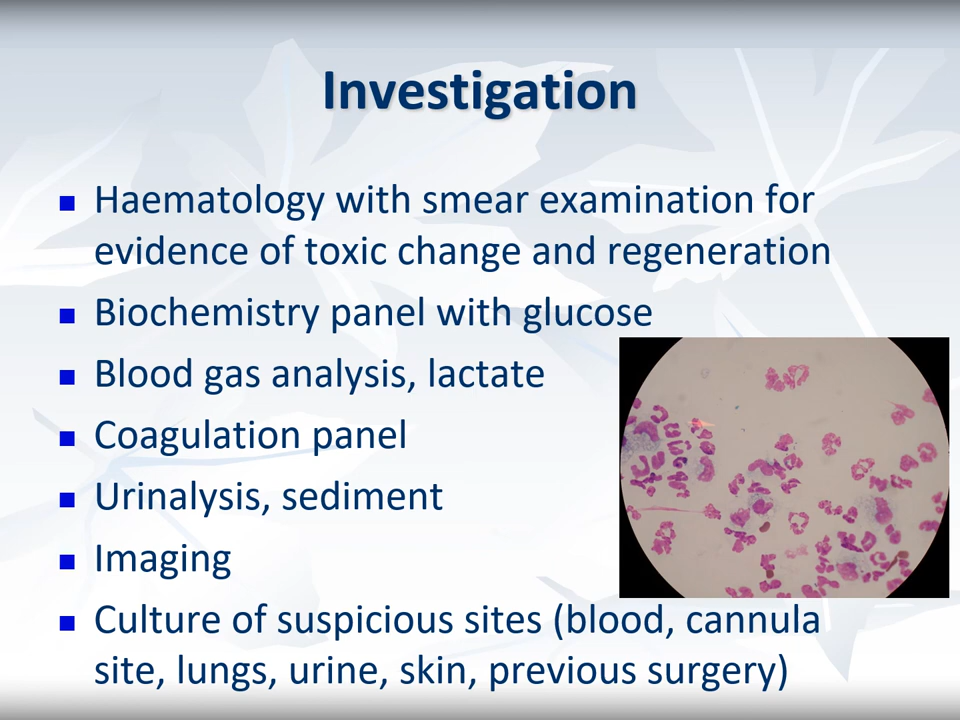 Investigation
Haematology with smear examination for
evidence of toxic change and regeneration
Biochemistry panel with glucose
Blood gas analysis, lactate
Coagulation panel
Urinalysis, sediment
Imaging
Culture of suspicious sites (blood, cannula
site, lungs, urine, skin, previous surgery)